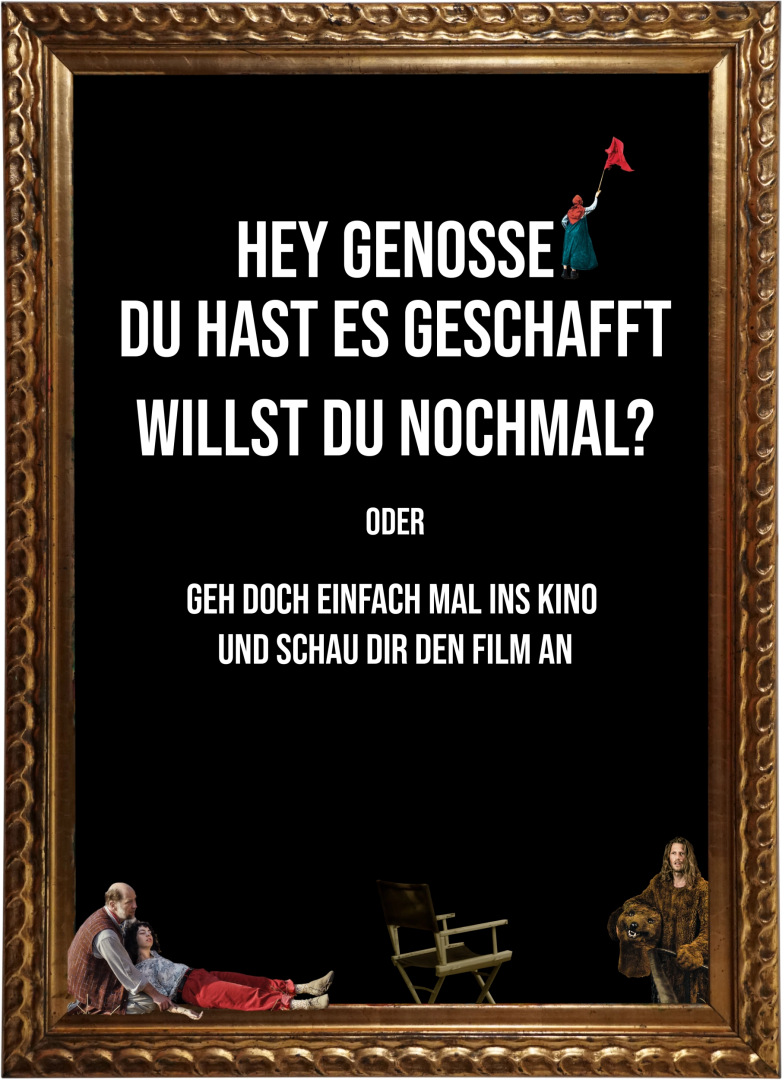 HEY GENOSSE
DU HAST ES GESCHAFFT
WILLST DU NOCHMAL?
ODER
GEH DOCH EINFACH MAL INS KINO
UND SCHAU DIR DEN FILM AN